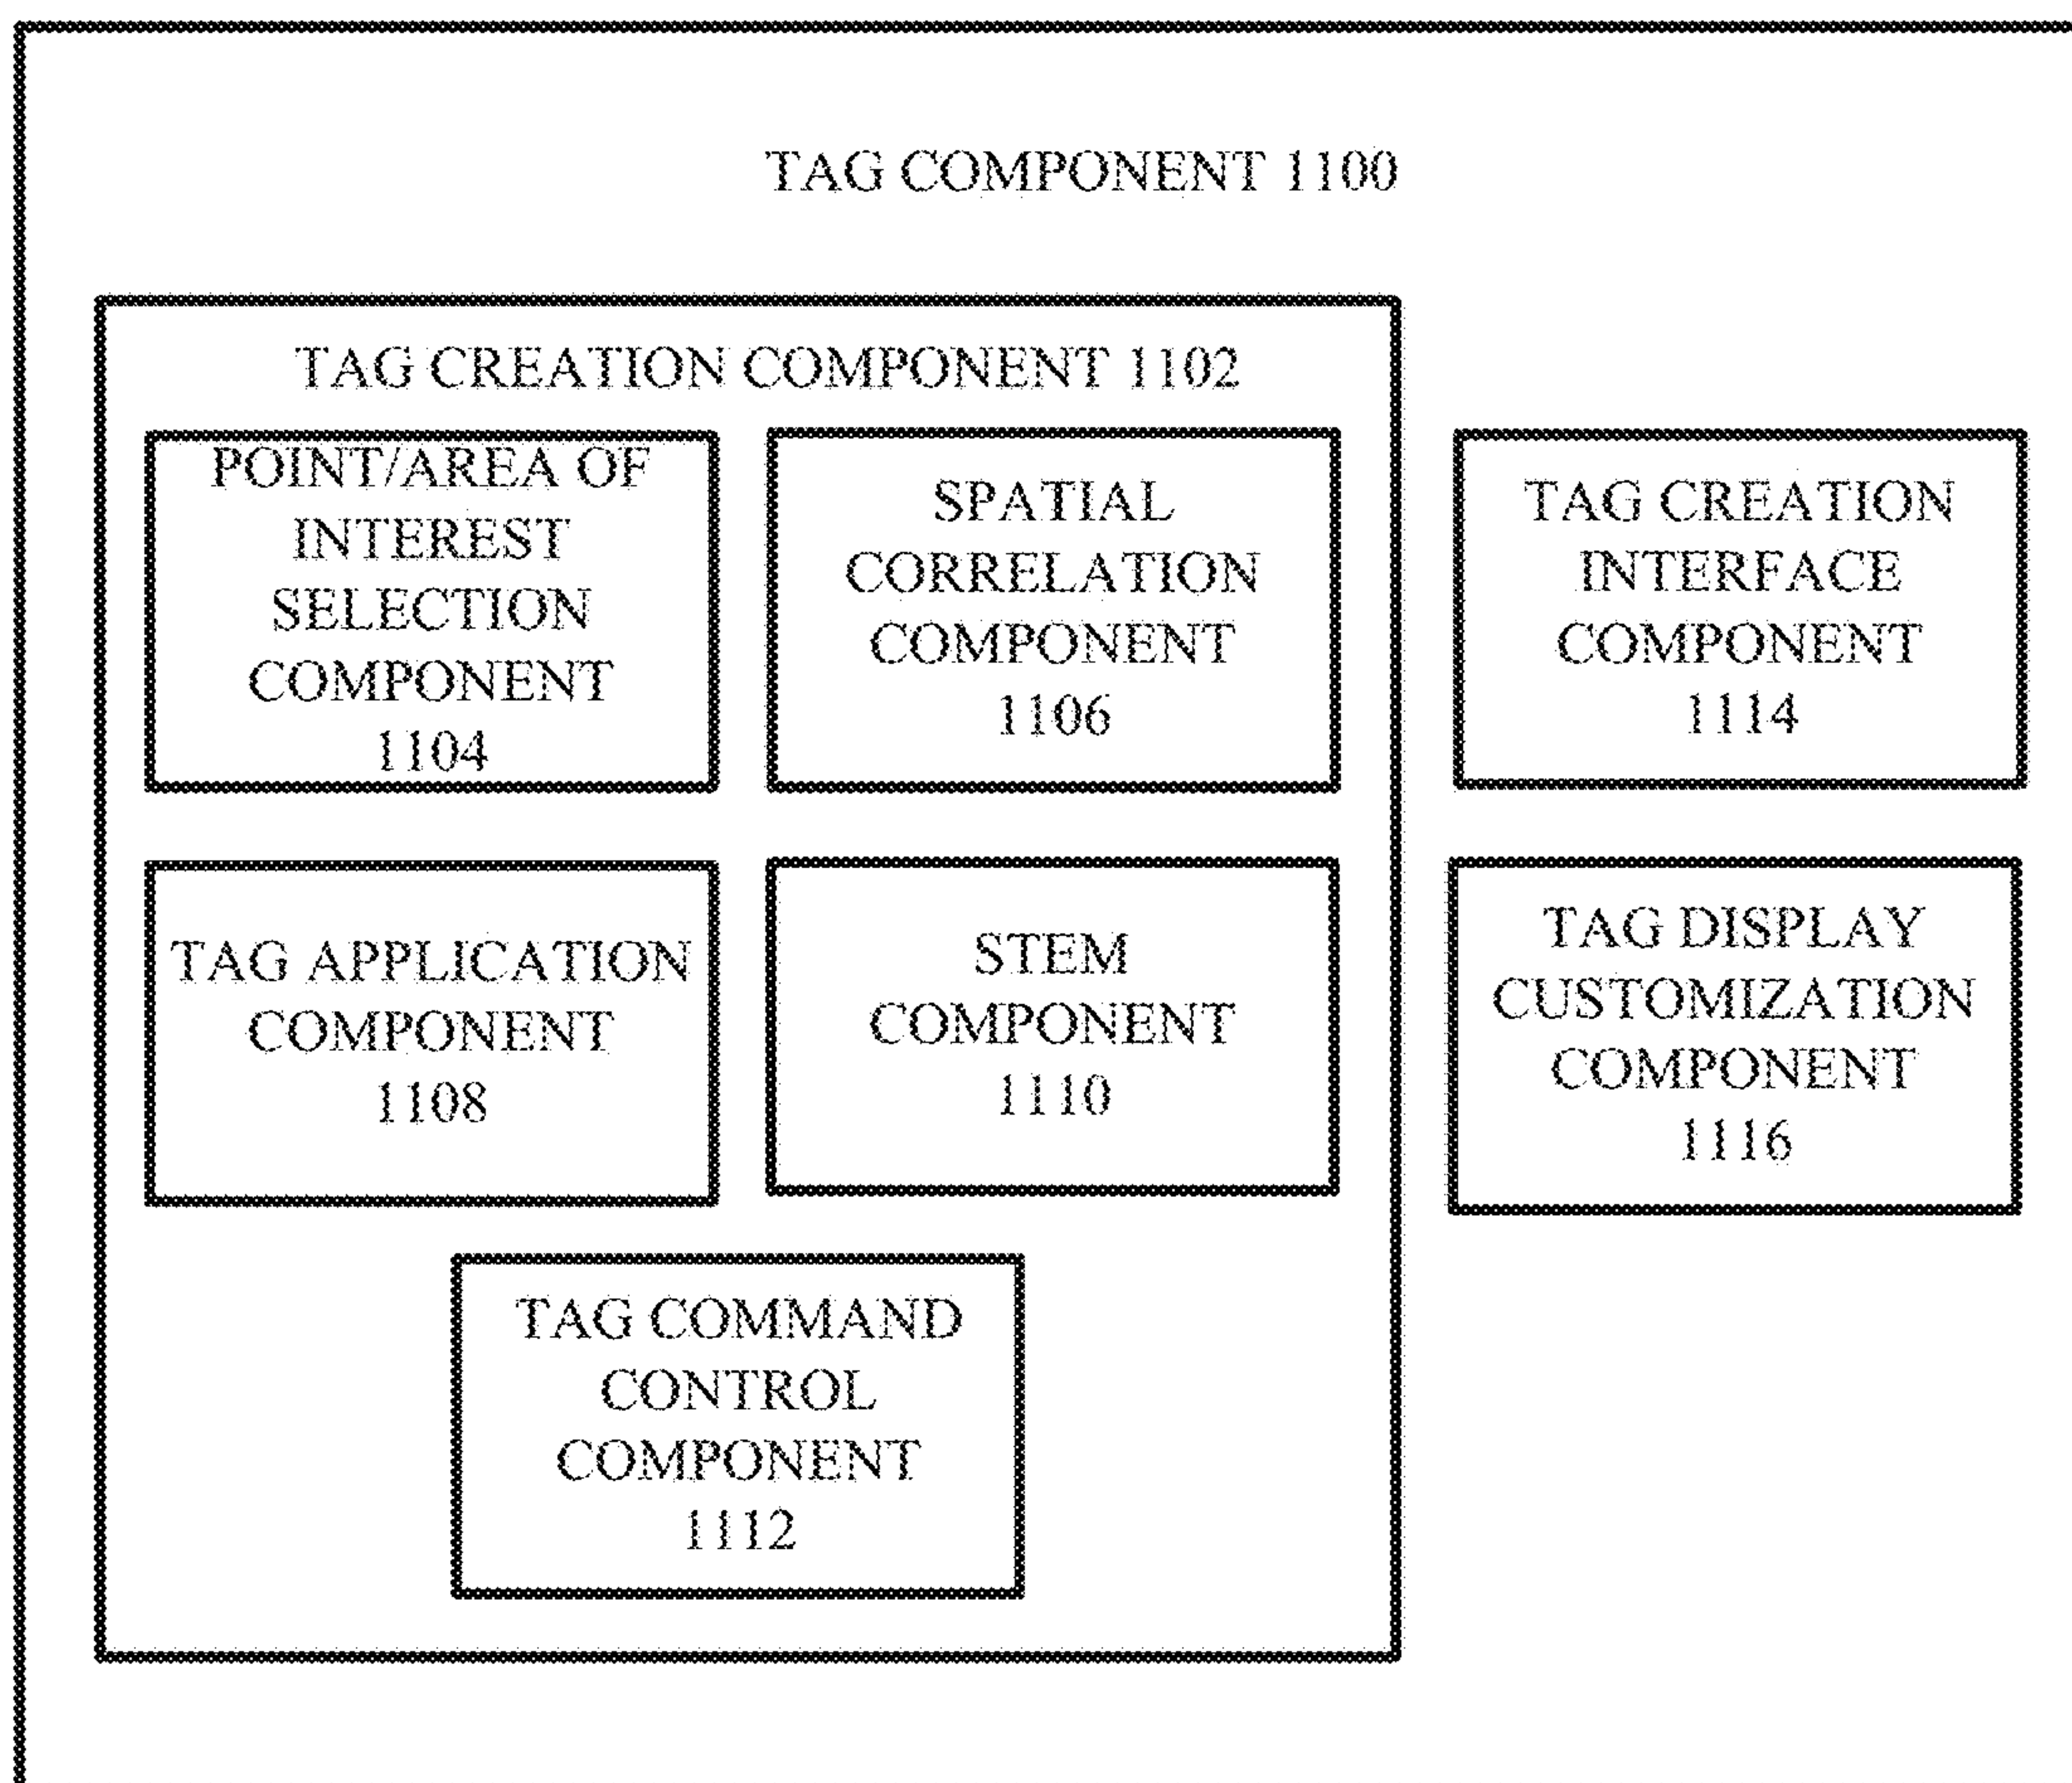 TAG COMPONENT 1100
TAG CREATION COMPONENT 1102
POINT/AREA OF
INTEREST
SELECTION
COMPONENT
1104
SPATIAL
CORRELATION
COMPONENT
1106
TAG CREATION
INTERFACE
COMPONENT
1114
TAG APPLICATION
COMPONENT
1108
STEM
COMPONENT
1110
TAG DISPLAY
CUSTOMIZATION
COMPONENT
1116
TAG COMMAND
CONTROL
COMPONENT
1112